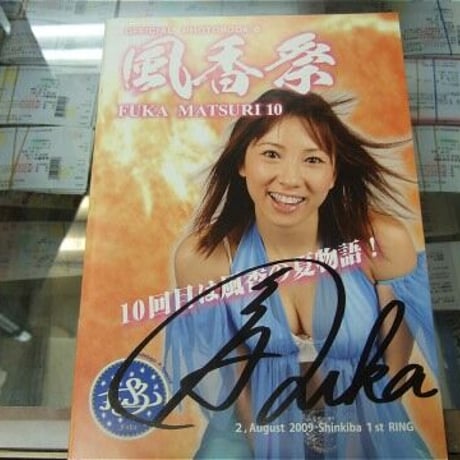 OFFICIAL PHOTOBOOK
風香祭
FUKA MATSURI 10
10回目は風香の夏物語！
Fuka
2, August 2009 Shinkiba 1st RING